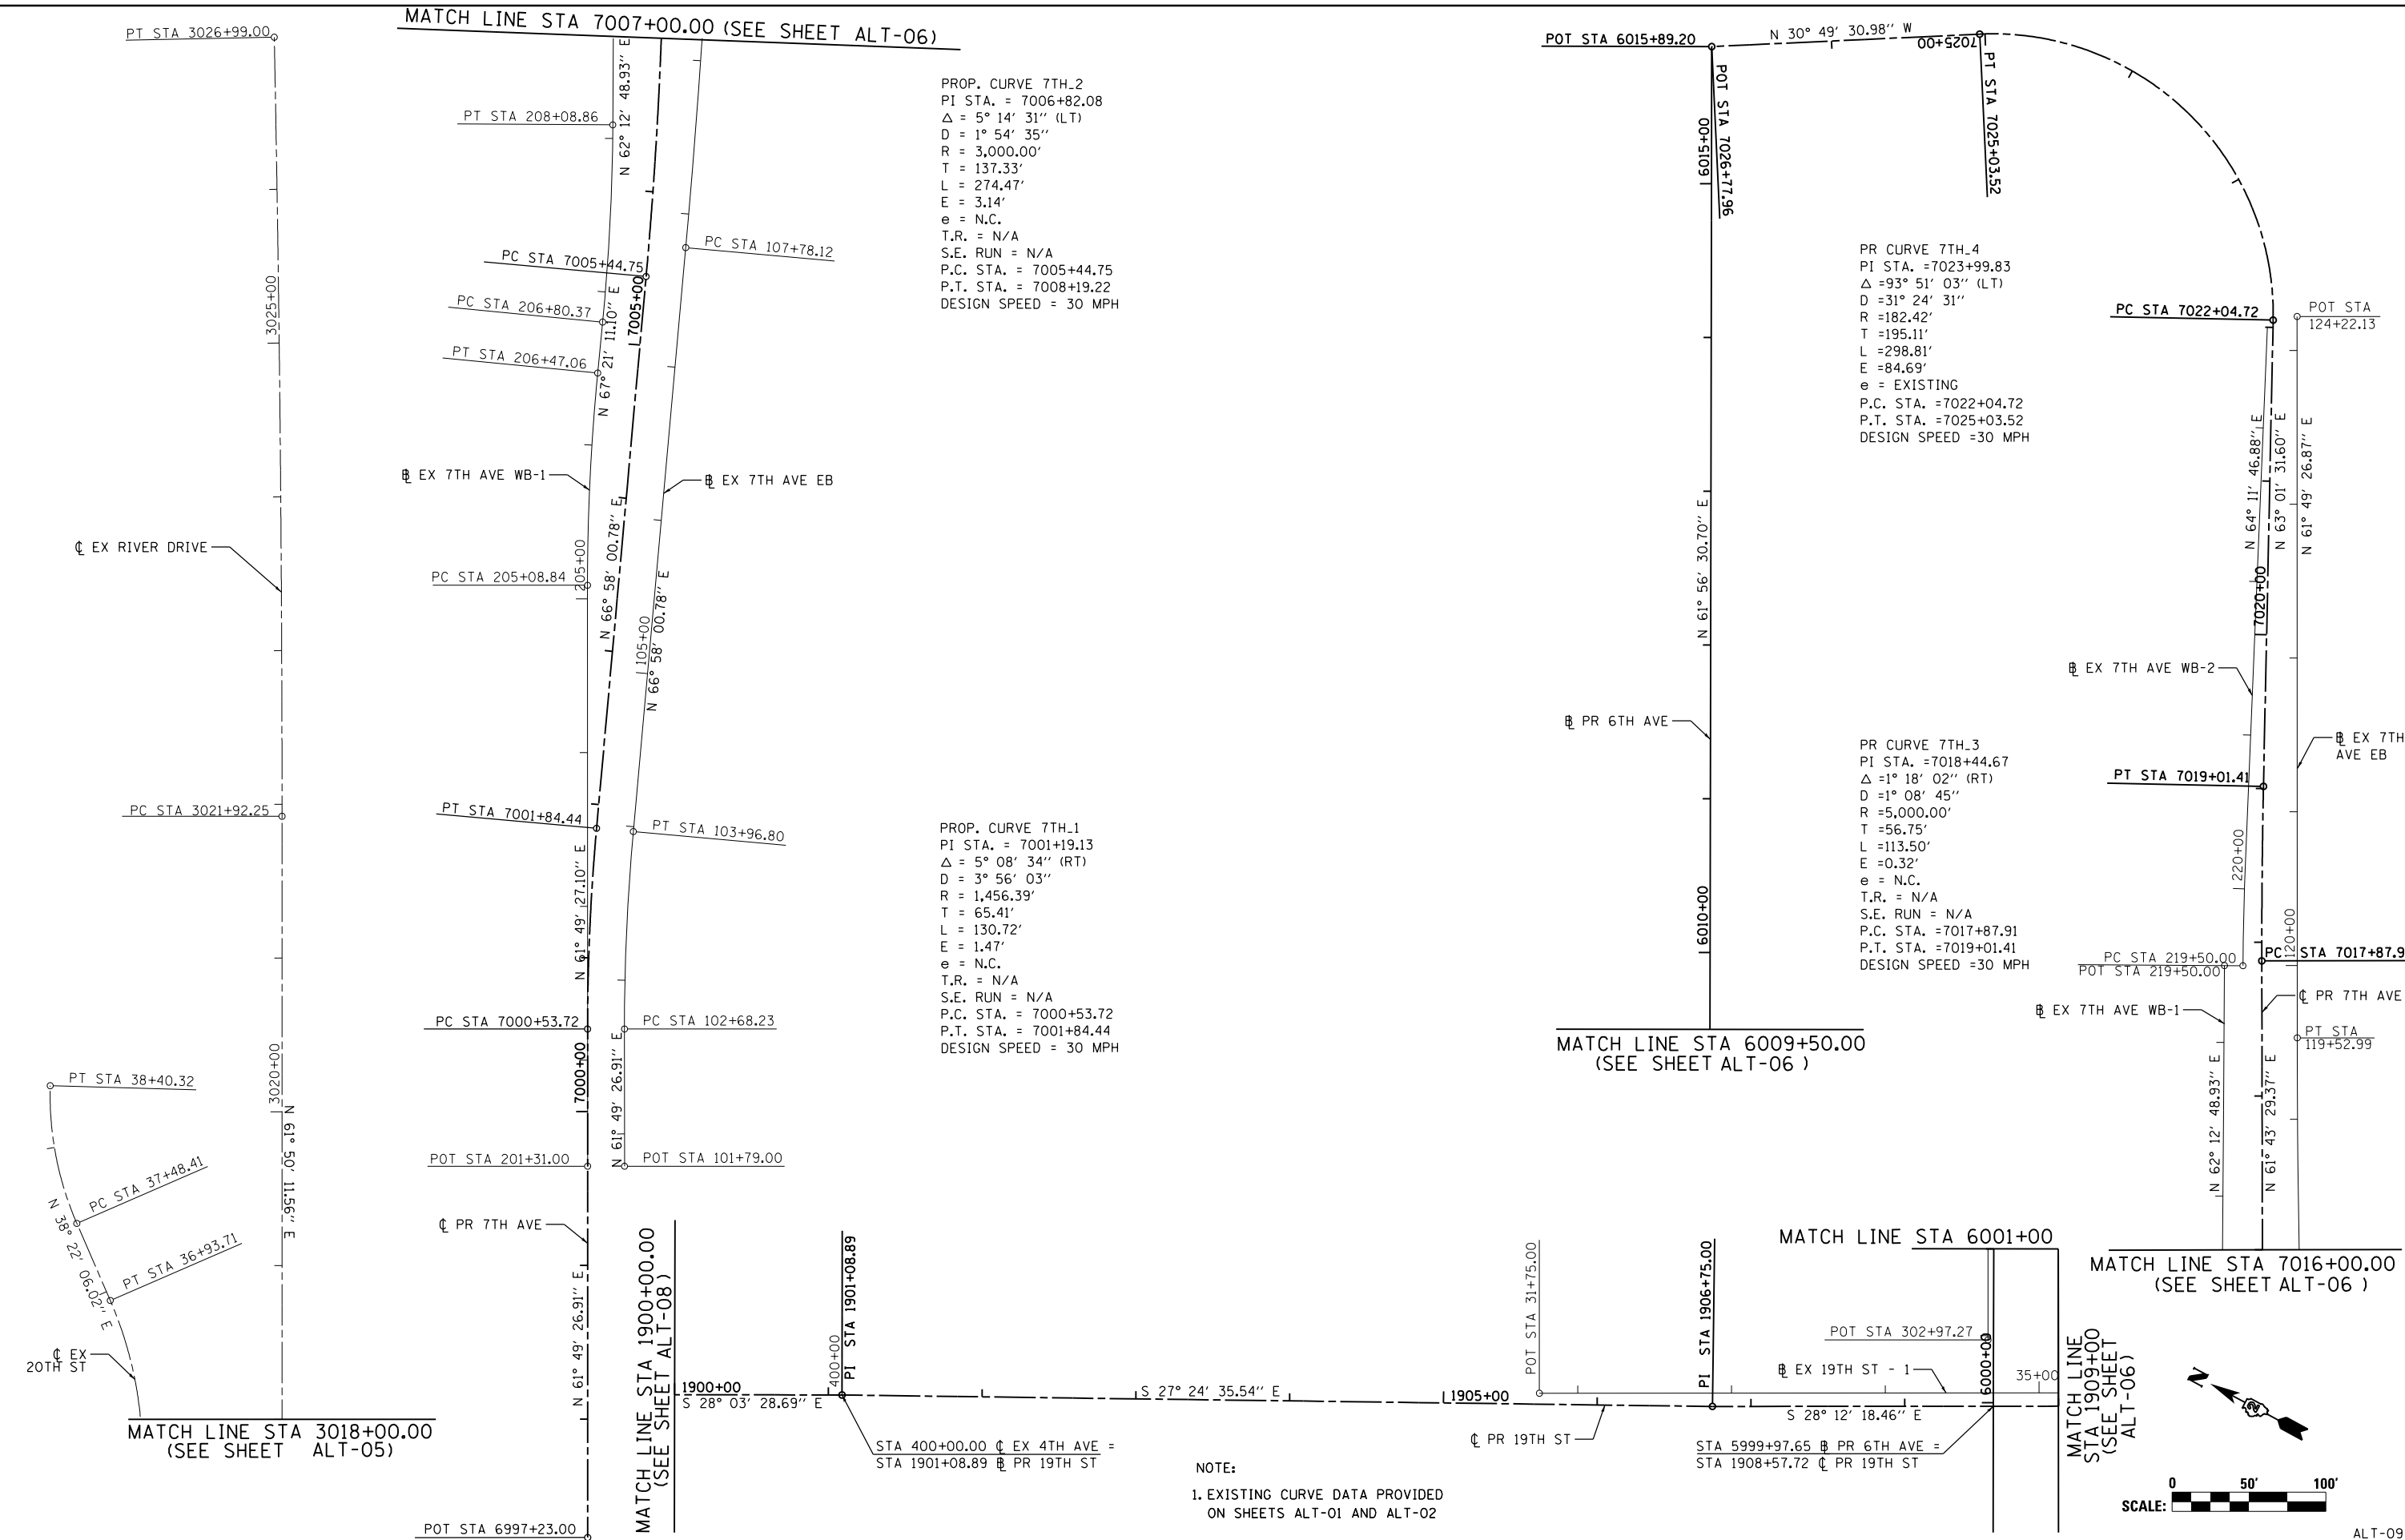 MATCH LINE STA 7007+00.00 (SEE SHEET ALT-06)
PT STA 3026+99.00
3025+00
℄ EX RIVER DRIVE
PC STA 3021+92.25
3020+00
N 61° 50' 11.56" E
PT STA 38+40.32
PC STA 37+48.41
N 38° 22' 06.02" E
PT STA 36+93.71
℄ EX
20TH ST
MATCH LINE STA 3018+00.00
(SEE SHEET ALT-05)
N 62° 12' 48.93" E
PT STA 208+08.86
PC STA 107+78.12
PC STA 7005+44.75
PC STA 206+80.37
7005+00
PT STA 206+47.06
N 67° 21' 11.10" E
℄ EX 7TH AVE WB-1
℄ EX 7TH AVE EB
N 66° 58' 00.78" E
205+00
PC STA 205+08.84
105+00
N 66° 58' 00.78" E
PT STA 7001+84.44
PT STA 103+96.80
N 61° 49' 27.10" E
PC STA 7000+53.72
PC STA 102+68.23
7000+00
N 61° 49' 26.91" E
POT STA 201+31.00
POT STA 101+79.00
℄ PR 7TH AVE
N 61° 49' 26.91" E
POT STA 6997+23.00
PROP. CURVE 7TH_2
PI STA. = 7006+82.08
Δ = 5° 14' 31" (LT)
D = 1° 54' 35"
R = 3,000.00'
T = 137.33'
L = 274.47'
E = 3.14'
e = N.C.
T.R. = N/A
S.E. RUN = N/A
P.C. STA. = 7005+44.75
P.T. STA. = 7008+19.22
DESIGN SPEED = 30 MPH
PROP. CURVE 7TH_1
PI STA. = 7001+19.13
Δ = 5° 08' 34" (RT)
D = 3° 56' 03"
R = 1,456.39'
T = 65.41'
L = 130.72'
E = 1.47'
e = N.C.
T.R. = N/A
S.E. RUN = N/A
P.C. STA. = 7000+53.72
P.T. STA. = 7001+84.44
DESIGN SPEED = 30 MPH
POT STA 6015+89.20
N 30° 49' 30.98" W
7025+00
POT STA 7026+77.96
PT STA 7025+03.52
6015+00
N 61° 56' 30.70" E
℄ PR 6TH AVE
6010+00
MATCH LINE STA 6009+50.00
(SEE SHEET ALT-06 )
PR CURVE 7TH_4
PI STA. =7023+99.83
Δ =93° 51' 03" (LT)
D =31° 24' 31"
R =182.42'
T =195.11'
L =298.81'
E =84.69'
e = EXISTING
P.C. STA. =7022+04.72
P.T. STA. =7025+03.52
DESIGN SPEED =30 MPH
PR CURVE 7TH_3
PI STA. =7018+44.67
Δ =1° 18' 02" (RT)
D =1° 08' 45"
R =5,000.00'
T =56.75'
L =113.50'
E =0.32'
e = N.C.
T.R. = N/A
S.E. RUN = N/A
P.C. STA. =7017+87.91
P.T. STA. =7019+01.41
DESIGN SPEED =30 MPH
PC STA 7022+04.72
POT STA
124+22.13
N 64° 11' 46.88" E
N 63° 01' 31.60" E
N 61° 49' 26.87" E
7020+00
℄ EX 7TH AVE WB-2
℄ EX 7TH
AVE EB
PT STA 7019+01.41
220+00
120+00
PC STA 219+50.00
POT STA 219+50.00
PC STA 7017+87.9
℄ PR 7TH AVE
℄ EX 7TH AVE WB-1
PT STA
119+52.99
N 62° 12' 48.93" E
N 61° 43' 29.37" E
MATCH LINE STA 7016+00.00
(SEE SHEET ALT-06 )
MATCH LINE STA 1900+00.00
(SEE SHEET ALT-08)
1900+00
S 28° 03' 28.69" E
400+00
PI STA 1901+08.89
S 27° 24' 35.54" E
STA 400+00.00 ℄ EX 4TH AVE =
STA 1901+08.89 ℄ PR 19TH ST
1905+00
POT STA 31+75.00
℄ PR 19TH ST
PI STA 1906+75.00
MATCH LINE STA 6001+00
POT STA 302+97.27
℄ EX 19TH ST - 1
6000+00
35+00
S 28° 12' 18.46" E
STA 5999+97.65 ℄ PR 6TH AVE =
STA 1908+57.72 ℄ PR 19TH ST
MATCH LINE
STA 1909+00
(SEE SHEET
ALT-06)
NOTE:
1. EXISTING CURVE DATA PROVIDED
ON SHEETS ALT-01 AND ALT-02
N
2
0 50' 100'
SCALE:
ALT-09